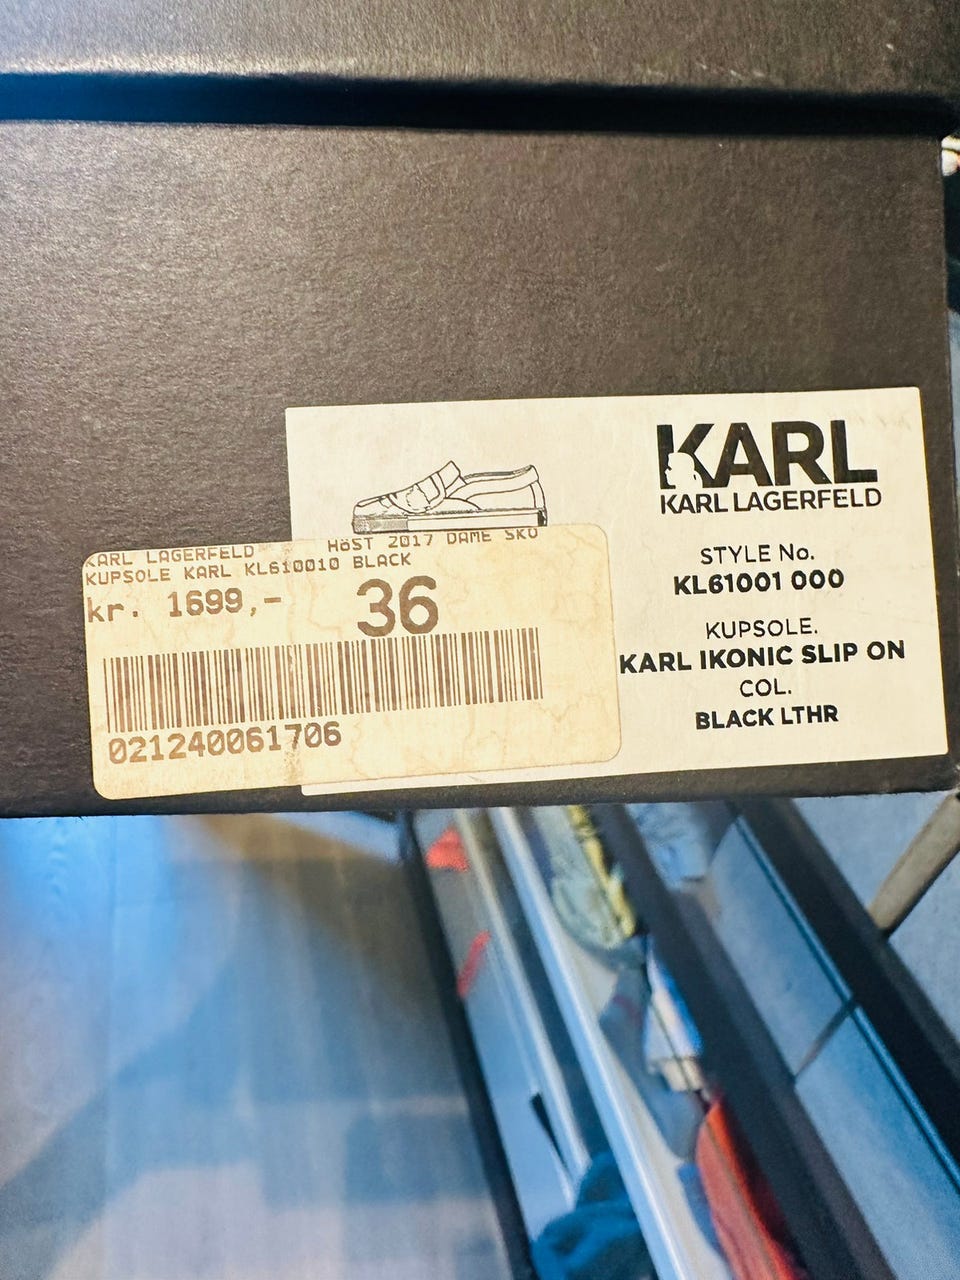 KARL
KARL LAGERFELD
STYLE No.
KL61001 000
KUPSOLE.
KARL IKONIC SLIP ON
COL.
BLACK LTHR
KARL LAGERFELD HöST 2017 DAME SKO
KUPSOLE KARL KL610010 BLACK
kr. 1699,- 36
021240061706